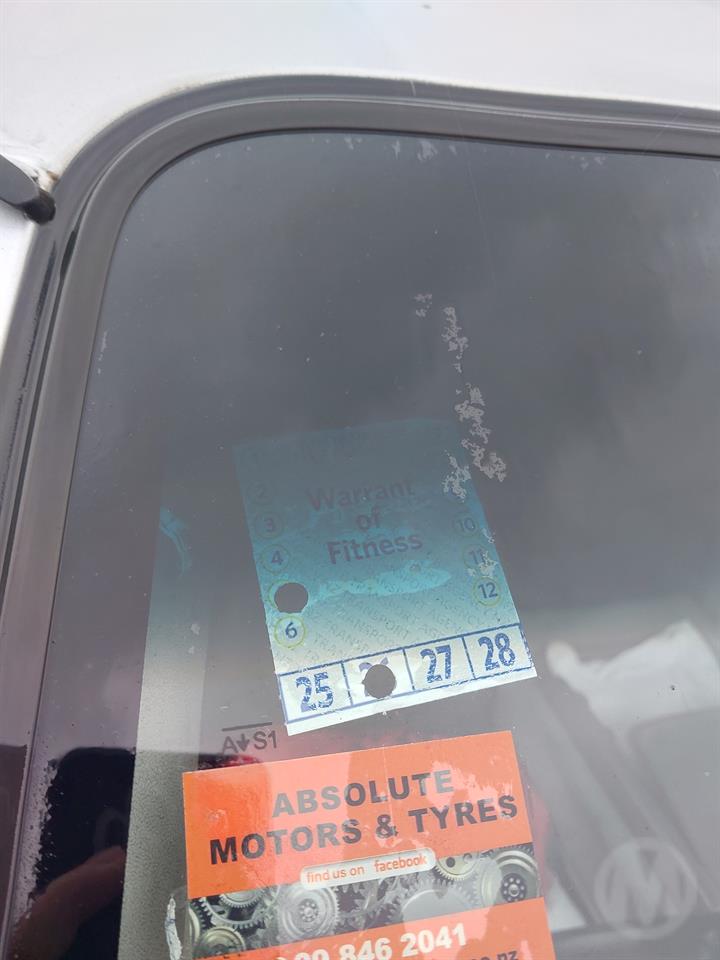 2
Warrant
of
Fitness
3
4
6
10
11
12
25 27 28
A↓S1
ABSOLUTE
MOTORS & TYRES
find us on facebook
09 846 2041
M